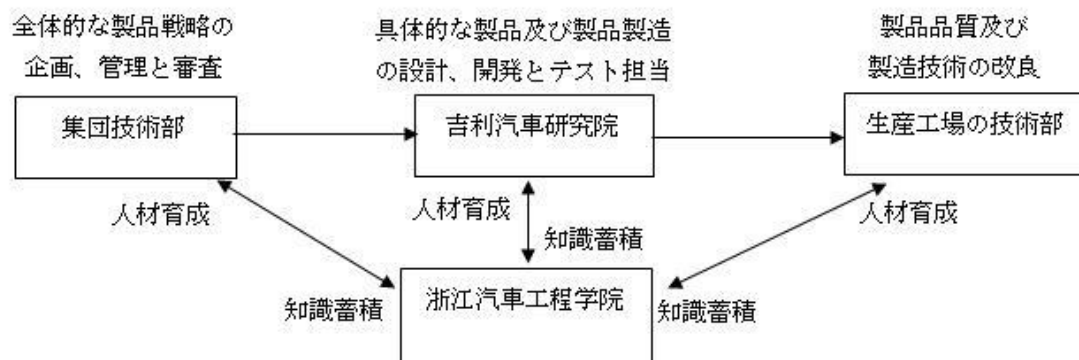 全体的な製品戦略の
企画、管理と審査
具体的な製品及び製品製造
の設計、開発とテスト担当
製品品質及び
製造技術の改良
集団技術部
吉利汽車研究院
生産工場の技術部
人材育成
人材育成
人材育成
知識蓄積
知識蓄積
知識蓄積
浙江汽車工程学院